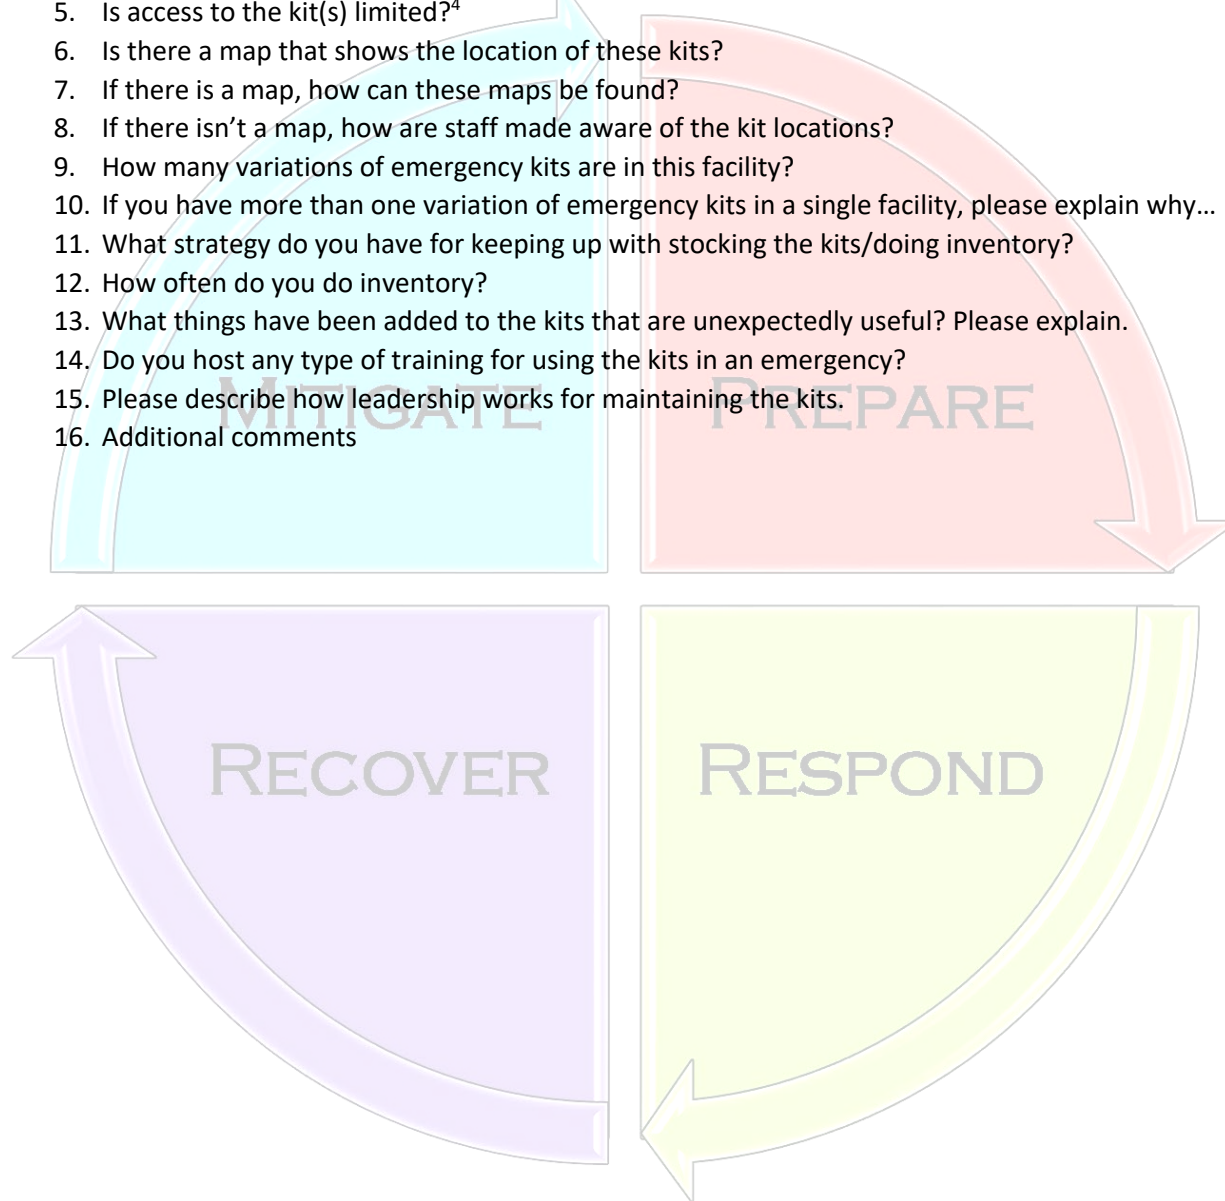 5. Is access to the kit(s) limited?⁴
6. Is there a map that shows the location of these kits?
7. If there is a map, how can these maps be found?
8. If there isn’t a map, how are staff made aware of the kit locations?
9. How many variations of emergency kits are in this facility?
10. If you have more than one variation of emergency kits in a single facility, please explain why…
11. What strategy do you have for keeping up with stocking the kits/doing inventory?
12. How often do you do inventory?
13. What things have been added to the kits that are unexpectedly useful? Please explain.
14. Do you host any type of training for using the kits in an emergency?
15. Please describe how leadership works for maintaining the kits.
16. Additional comments
MITIGATE
PREPARE
RECOVER
RESPOND